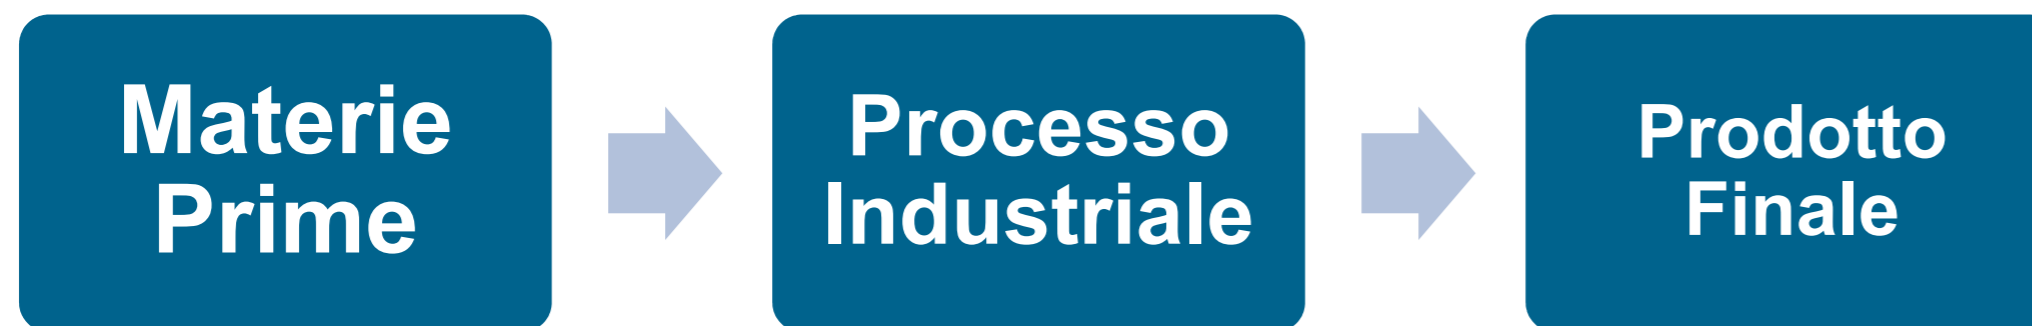 Materie
Prime
Processo
Industriale
Prodotto
Finale